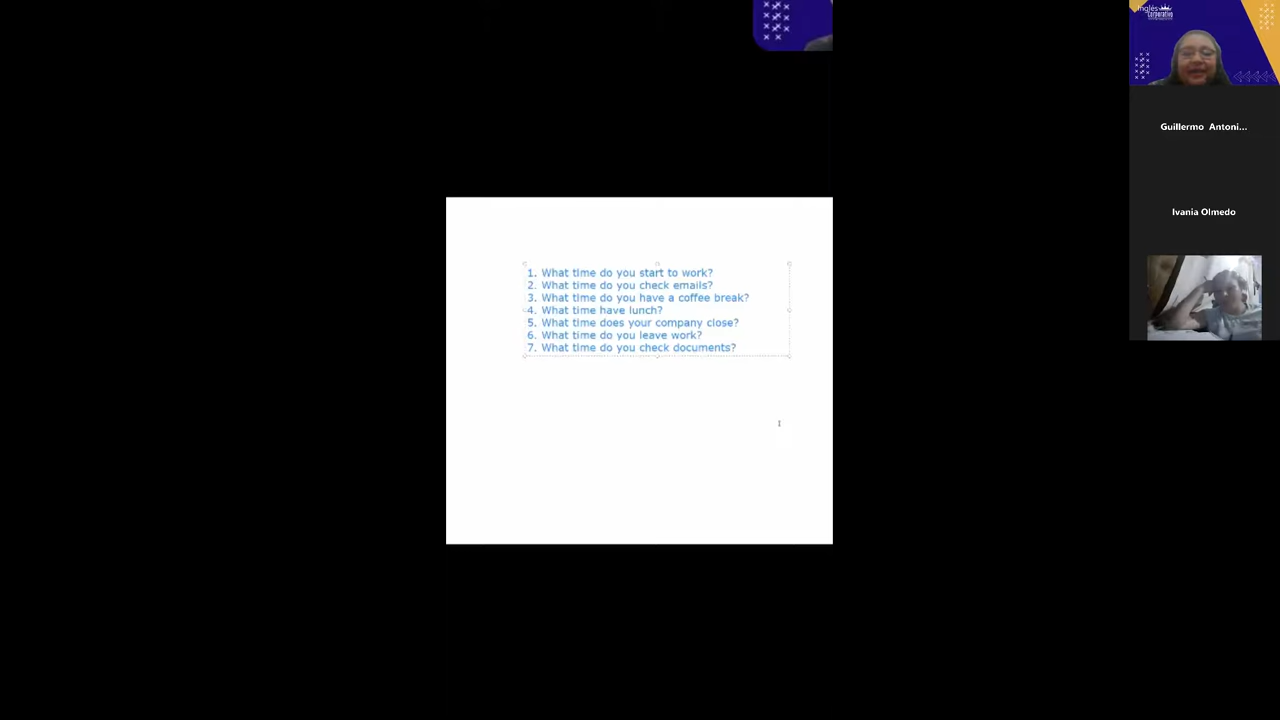 Inglés
Corporativo
Guillermo Antoni...
Ivania Olmedo
1. What time do you start to work?
2. What time do you check emails?
3. What time do you have a coffee break?
4. What time have lunch?
5. What time does your company close?
6. What time do you leave work?
7. What time do you check documents?